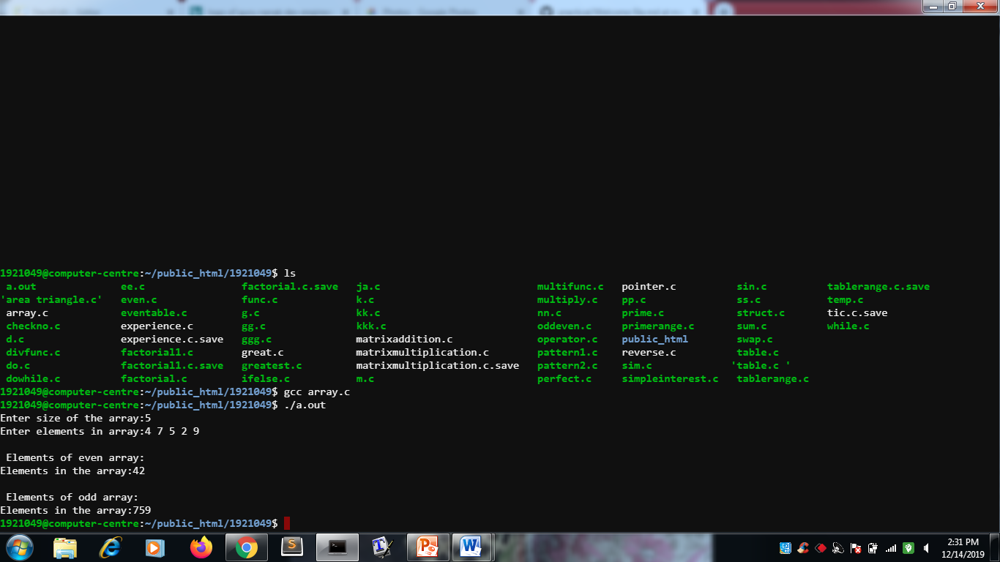 1921049@computer-centre:~/public_html/1921049$ ls
a.out ee.c factorial.c.save ja.c multifunc.c pointer.c sin.c tablerange.c.save
'area triangle.c' even.c func.c k.c multiply.c pp.c ss.c temp.c
array.c eventable.c g.c kk.c nn.c prime.c struct.c tic.c.save
checkno.c experience.c gg.c kkk.c oddeven.c primerange.c sum.c while.c
d.c experience.c.save ggg.c matrixaddition.c operator.c public_html swap.c
divfunc.c factorial1.c great.c matrixmultiplication.c pattern1.c reverse.c table.c
do.c factorial1.c.save greatest.c matrixmultiplication.c.save pattern2.c sim.c 'table.c '
dowhile.c factorial.c ifelse.c m.c perfect.c simpleinterest.c tablerange.c
1921049@computer-centre:~/public_html/1921049$ gcc array.c
1921049@computer-centre:~/public_html/1921049$ ./a.out
Enter size of the array:5
Enter elements in array:4 7 5 2 9
Elements of even array:
Elements in the array:42
Elements of odd array:
Elements in the array:759
1921049@computer-centre:~/public_html/1921049$
2:31 PM
12/14/2019